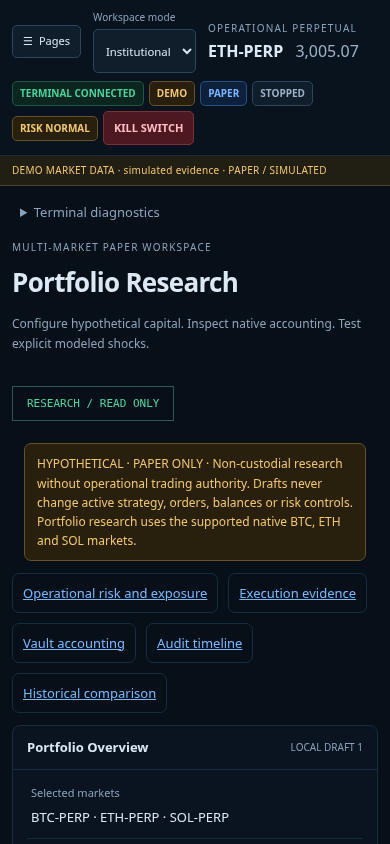 ☰ Pages
Workspace mode
Institutional
OPERATIONAL PERPETUAL
ETH-PERP 3,005.07
TERMINAL CONNECTED DEMO PAPER STOPPED
RISK NORMAL KILL SWITCH
DEMO MARKET DATA · simulated evidence · PAPER / SIMULATED
▶ Terminal diagnostics
MULTI-MARKET PAPER WORKSPACE
Portfolio Research
Configure hypothetical capital. Inspect native accounting. Test
explicit modeled shocks.
RESEARCH / READ ONLY
HYPOTHETICAL · PAPER ONLY · Non-custodial research
without operational trading authority. Drafts never
change active strategy, orders, balances or risk controls.
Portfolio research uses the supported native BTC, ETH
and SOL markets.
Operational risk and exposure Execution evidence
Vault accounting Audit timeline
Historical comparison
Portfolio Overview LOCAL DRAFT 1
Selected markets
BTC-PERP · ETH-PERP · SOL-PERP